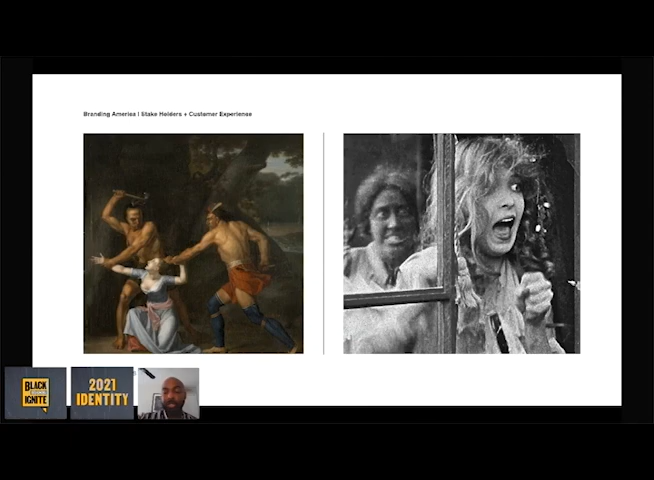 Branding America | Stake Holders + Customer Experience
BLACK
IGNITE
2021
IDENTITY